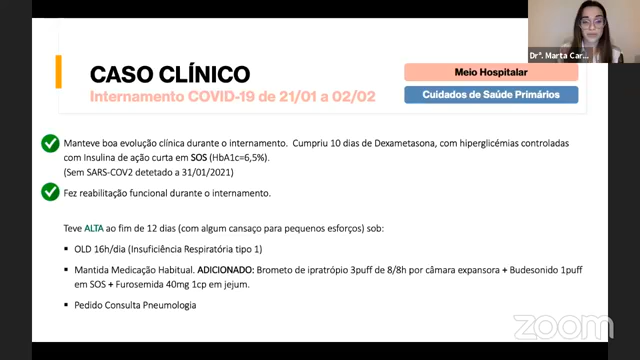 Drª. Marta Car...
CASO CLÍNICO
Internamento COVID-19 de 21/01 a 02/02
Meio Hospitalar
Cuidados de Saúde Primários
Manteve boa evolução clínica durante o internamento. Cumpriu 10 dias de Dexametasona, com hiperglicémias controladas
com Insulina de ação curta em SOS (HbA1c=6,5%).
(Sem SARS-COV2 detetado a 31/01/2021)
Fez reabilitação funcional durante o internamento.
Teve ALTA ao fim de 12 dias (com algum cansaço para pequenos esforços) sob:
▪ OLD 16h/dia (Insuficiência Respiratória tipo 1)
▪ Mantida Medicação Habitual. ADICIONADO: Brometo de ipratrópio 3puff de 8/8h por câmara expansora + Budesonido 1puff
em SOS + Furosemida 40mg 1cp em jejum.
▪ Pedido Consulta Pneumologia
zoom